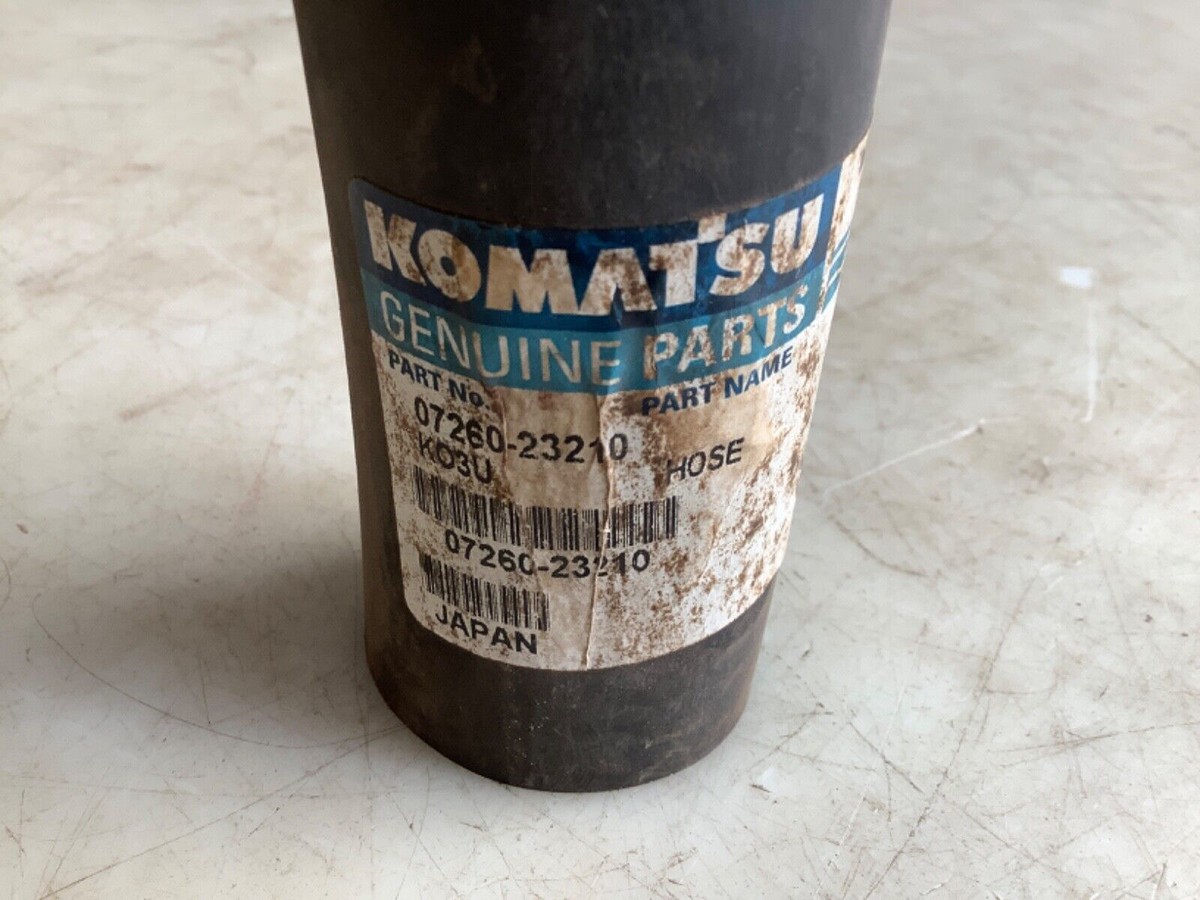 KOMATSU
GENUINE PARTS
PART No. PART NAME
07260-23210
KO3U HOSE
07260-23210
JAPAN